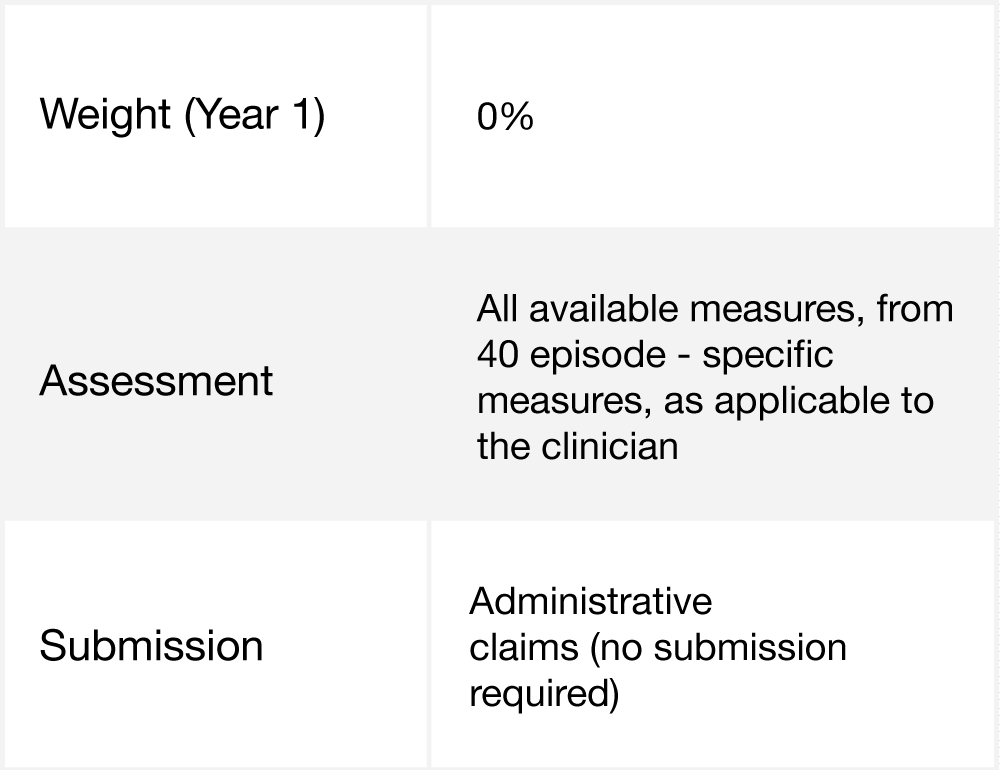 Weight (Year 1)
0%
Assessment
All available measures, from
40 episode - specific
measures, as applicable to
the clinician
Submission
Administrative
claims (no submission
required)